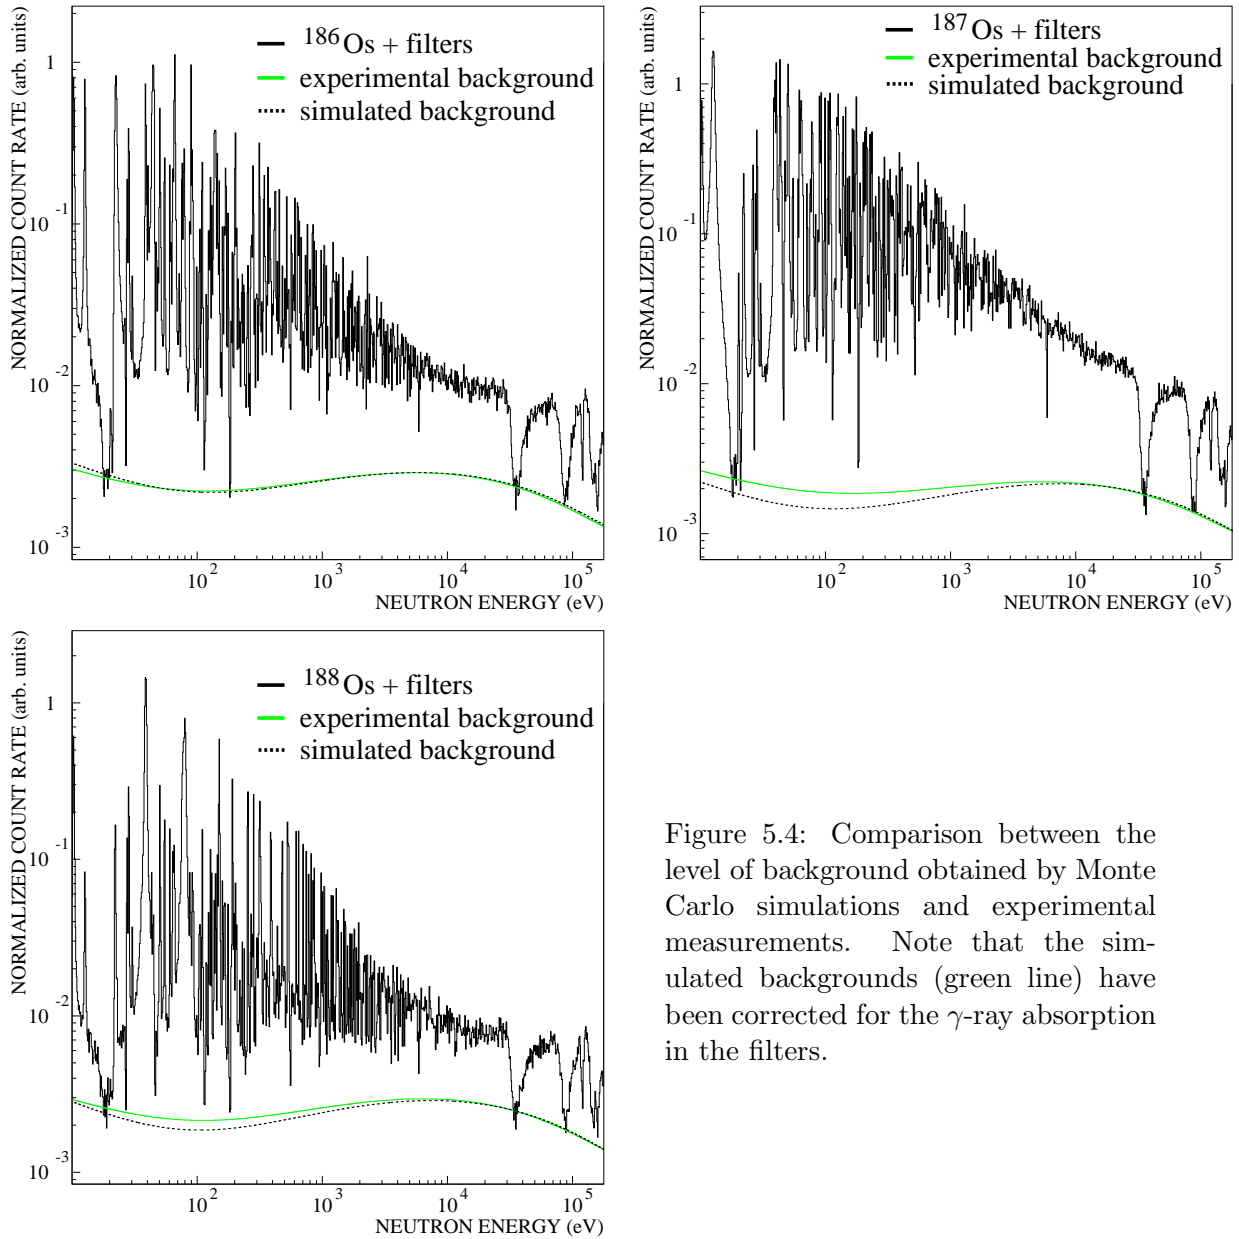 NORMALIZED COUNT RATE (arb. units)
1
10^-1
10^-2
10^-3
^186Os + filters
experimental background
simulated background
10^2 10^3 10^4 10^5
NEUTRON ENERGY (eV)
NORMALIZED COUNT RATE (arb. units)
1
10^-1
10^-2
10^-3
^187Os + filters
experimental background
simulated background
10^2 10^3 10^4 10^5
NEUTRON ENERGY (eV)
NORMALIZED COUNT RATE (arb. units)
1
10^-1
10^-2
10^-3
^188Os + filters
experimental background
simulated background
10^2 10^3 10^4 10^5
NEUTRON ENERGY (eV)
Figure 5.4: Comparison between the
level of background obtained by Monte
Carlo simulations and experimental
measurements. Note that the sim-
ulated backgrounds (green line) have
been corrected for the γ-ray absorption
in the filters.